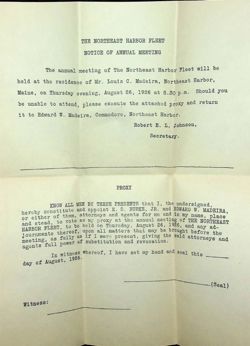 THE NORTHEAST HARBOR FLEET
NOTICE OF ANNUAL MEETING
The annual meeting of The Northeast Harbor Fleet will be
held at the residence of Mr. Louis C. Madeira, Northeast Harbor,
Maine, on Thursday evening, August 26, 1926 at 8.30 p.m. Should you
be unable to attend, please execute the attached proxy and return
it to Edward W. Madeira, Commodore, Northeast Harbor.
Robert B. L. Johnson,
Secretary.
PROXY
KNOW ALL MEN BY THESE PRESENTS that I, the undersigned,
hereby constitute and appoint E. S. JR. and EDWARD W. MADEIRA,
or either of them, attorneys and agents for me and in my name, place
and stead, to vote as my proxy at the annual meeting of THE NORTHEAST
HARBOR FLEET, to be held on Thursday, August 26, 1926, and any ad-
journments thereof, upon all matters that may be brought before the
meeting, as fully as if I were present, giving the said attorneys and
agents full power of substitution and revocation.
In witness whereof, I have set my hand and seal this
day of August, 1926.
(Seal)
Witness: